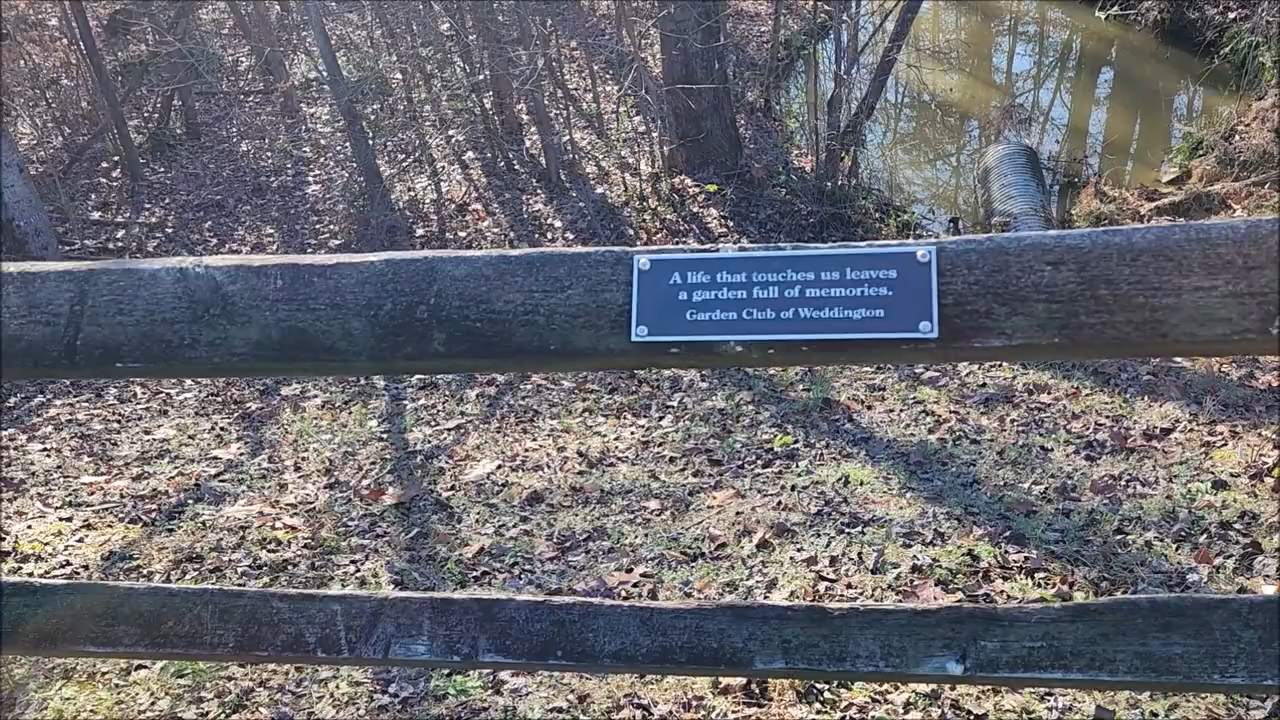 A life that touches us leaves
a garden full of memories.
Garden Club of Weddington